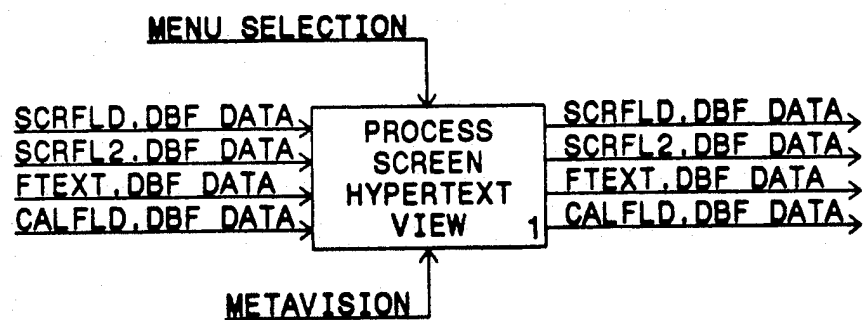 MENU SELECTION
SCRFLD.DBF DATA
SCRFL2.DBF DATA
FTEXT.DBF DATA
CALFLD.DBF DATA
PROCESS
SCREEN
HYPERTEXT
VIEW
1
SCRFLD.DBF DATA
SCRFL2.DBF DATA
FTEXT.DBF DATA
CALFLD.DBF DATA
METAVISION